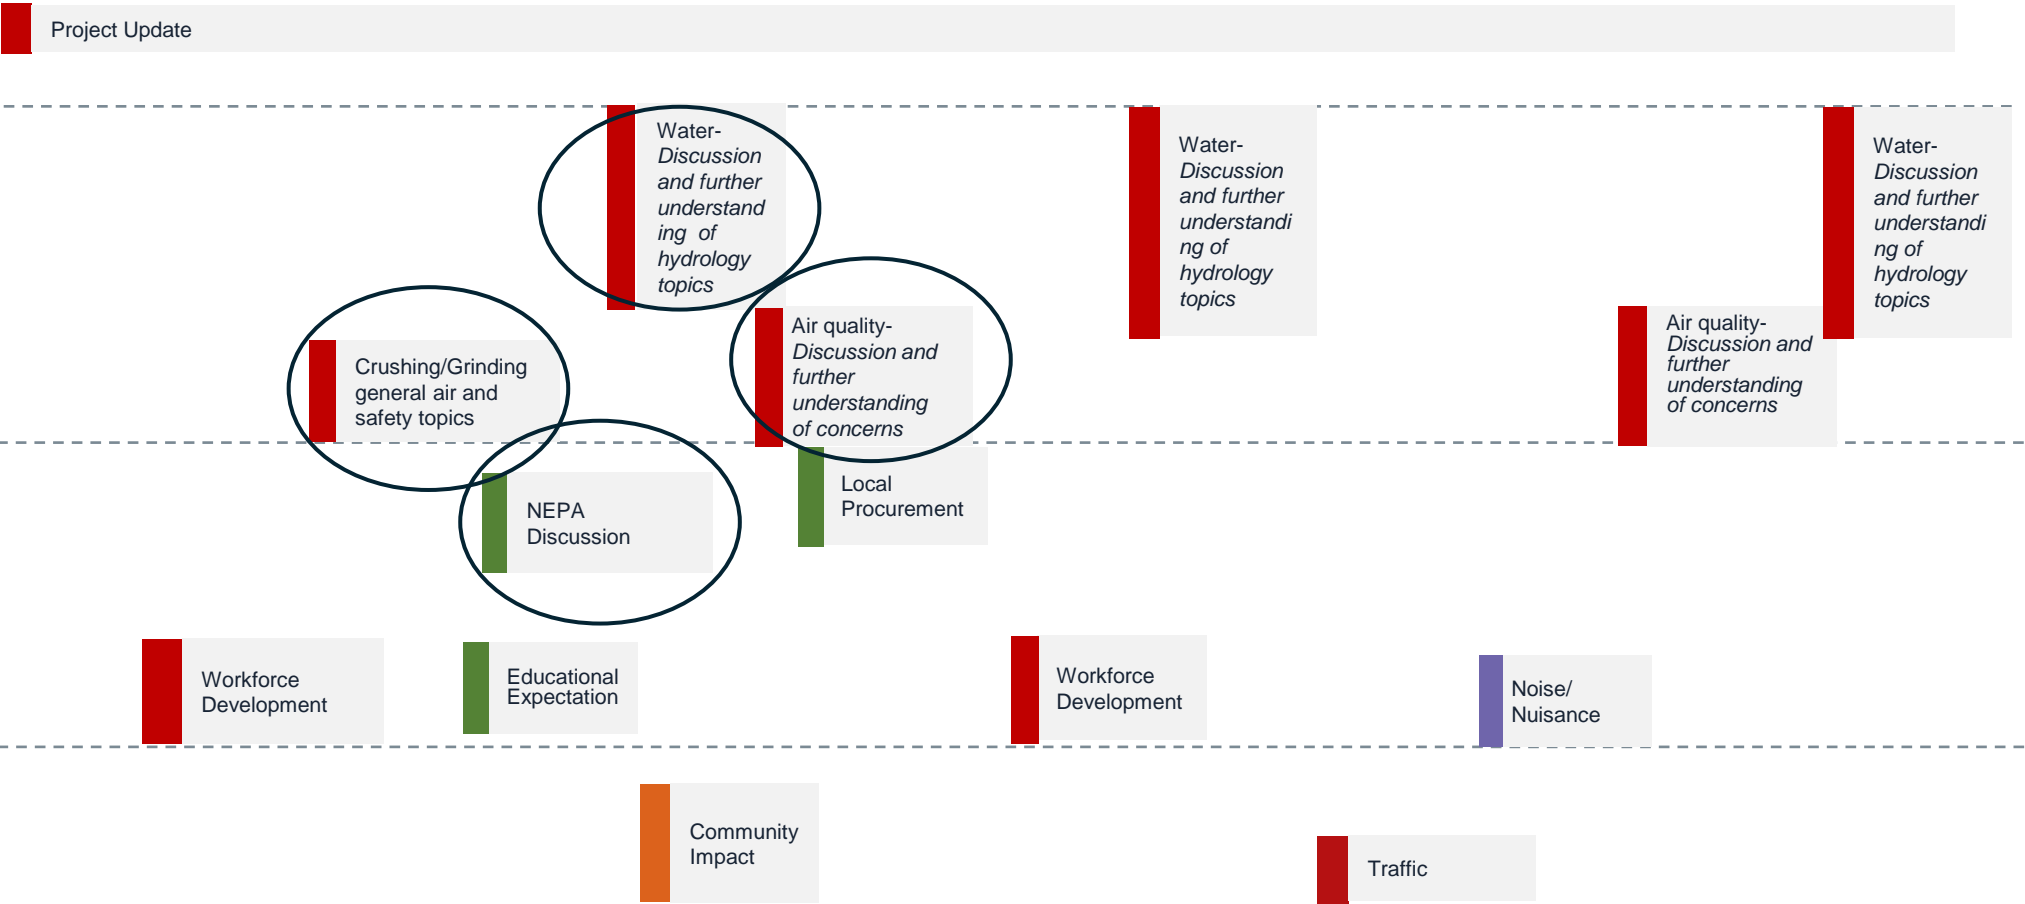 Project Update
Water-
Discussion
and further
understand
ing of
hydrology
topics
Water-
Discussion
and further
understandi
ng of
hydrology
topics
Water-
Discussion
and further
understandi
ng of
hydrology
topics
Crushing/Grinding
general air and
safety topics
Air quality-
Discussion and
further
understanding
of concerns
Air quality-
Discussion and
further
understanding
of concerns
NEPA
Discussion
Local
Procurement
Workforce
Development
Educational
Expectation
Workforce
Development
Noise/
Nuisance
Community
Impact
Traffic